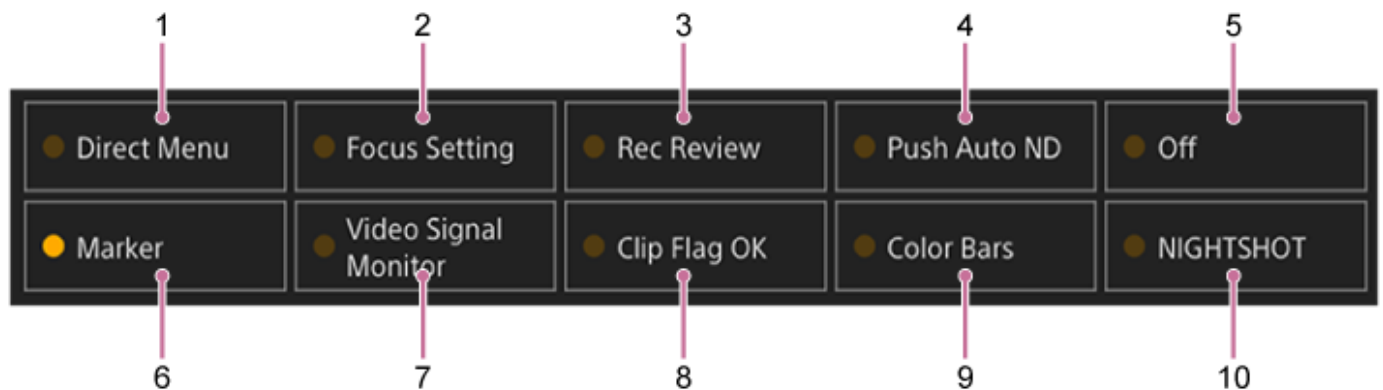 1 2 3 4 5
Direct Menu Focus Setting Rec Review Push Auto ND Off
Marker Video Signal Monitor Clip Flag OK Color Bars NIGHTSHOT
6 7 8 9 10